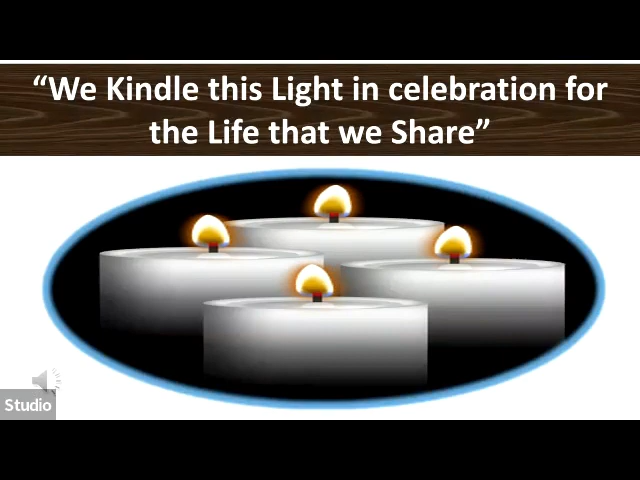 “We Kindle this Light in celebration for
the Life that we Share”
Studio